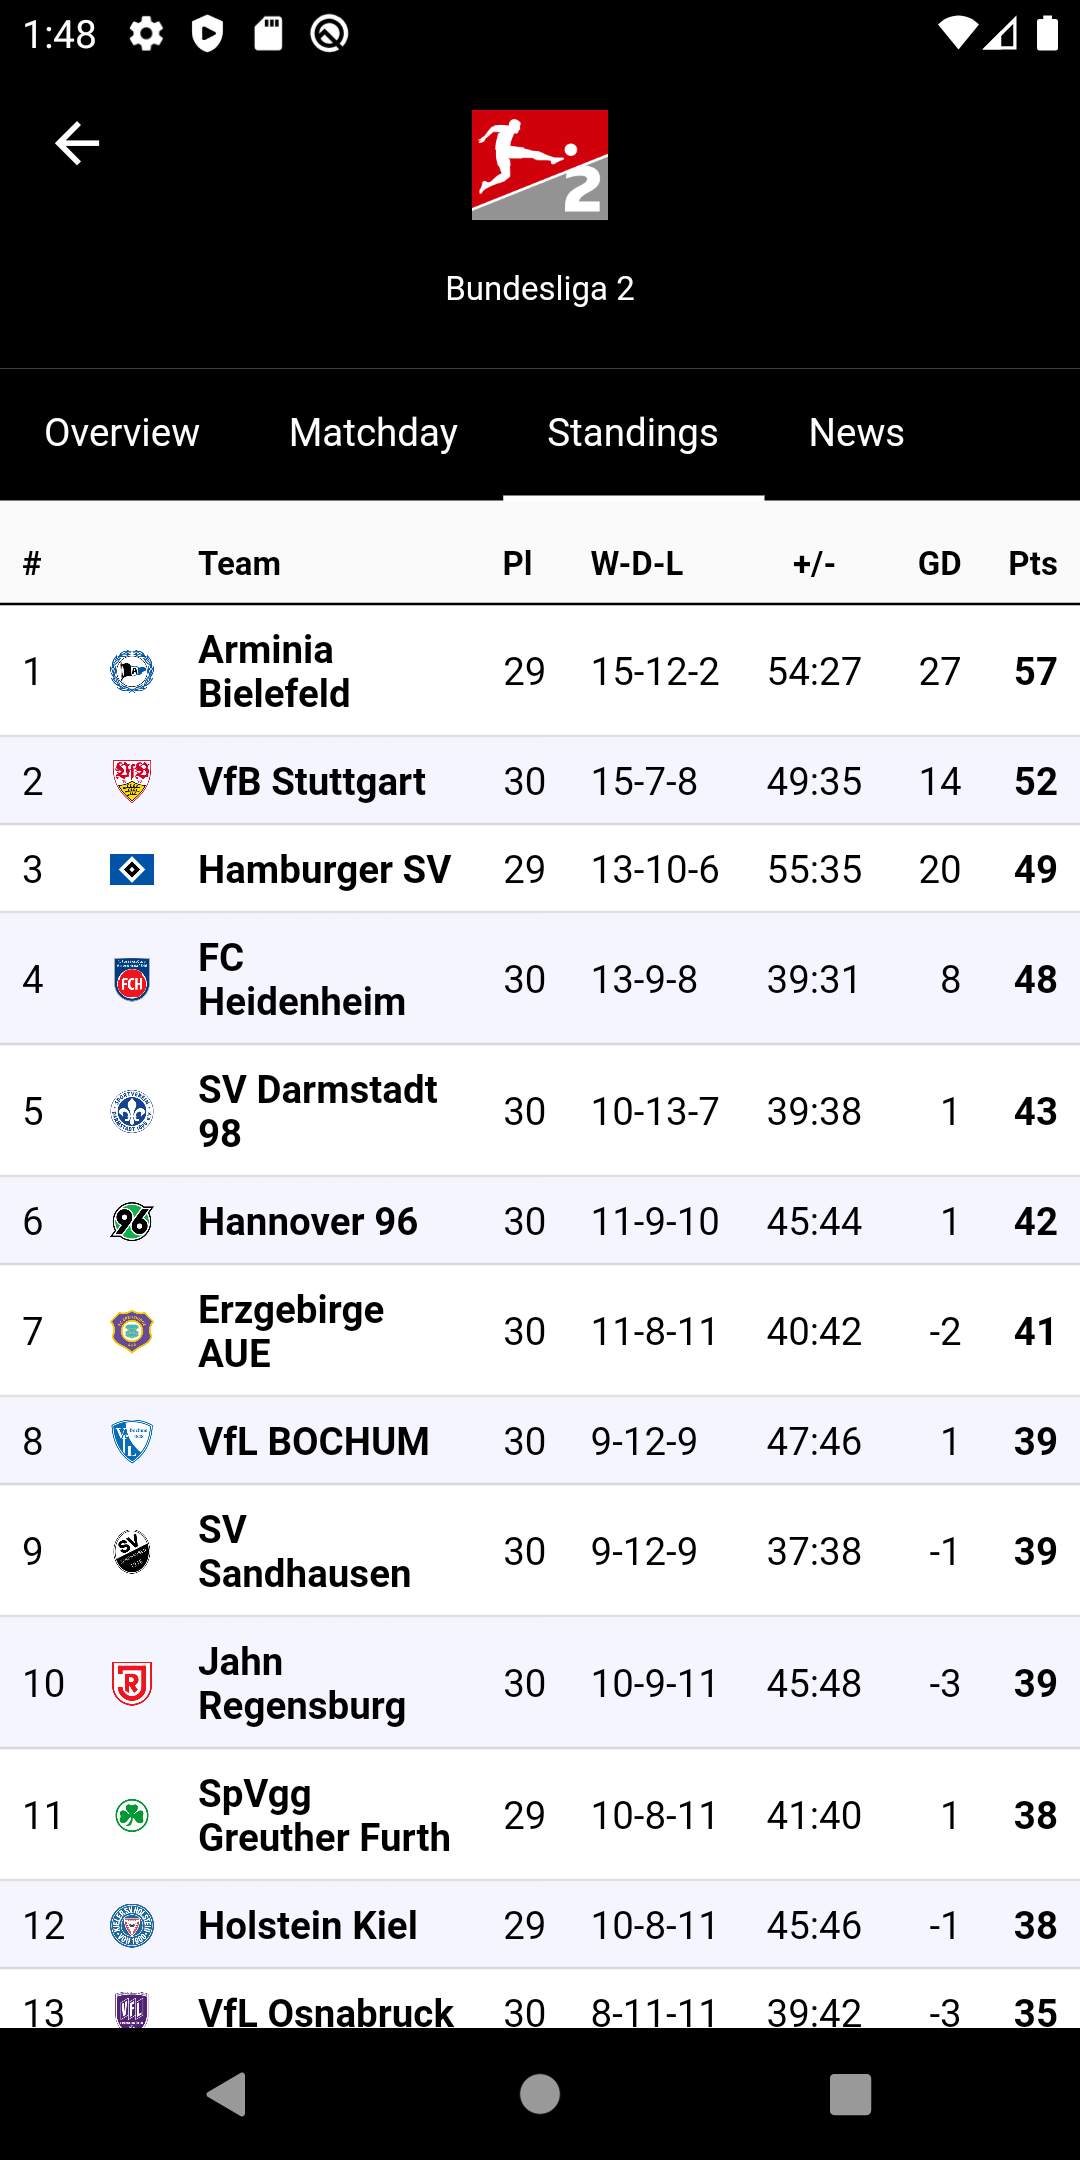 1:48
2
Bundesliga 2
Overview Matchday Standings News
# Team Pl W-D-L +/- GD Pts
1 Arminia Bielefeld 29 15-12-2 54:27 27 57
2 VfB Stuttgart 30 15-7-8 49:35 14 52
3 Hamburger SV 29 13-10-6 55:35 20 49
4 FCH FC Heidenheim 30 13-9-8 39:31 8 48
5 SV Darmstadt 98 30 10-13-7 39:38 1 43
6 96 Hannover 96 30 11-9-10 45:44 1 42
7 Erzgebirge AUE 30 11-8-11 40:42 -2 41
8 VfL BOCHUM 30 9-12-9 47:46 1 39
9 SV SV Sandhausen 30 9-12-9 37:38 -1 39
10 Jahn Regensburg 30 10-9-11 45:48 -3 39
11 SpVgg Greuther Furth 29 10-8-11 41:40 1 38
12 Holstein Kiel 29 10-8-11 45:46 -1 38
13 VFL VfL Osnabruck 30 8-11-11 39:42 -3 35